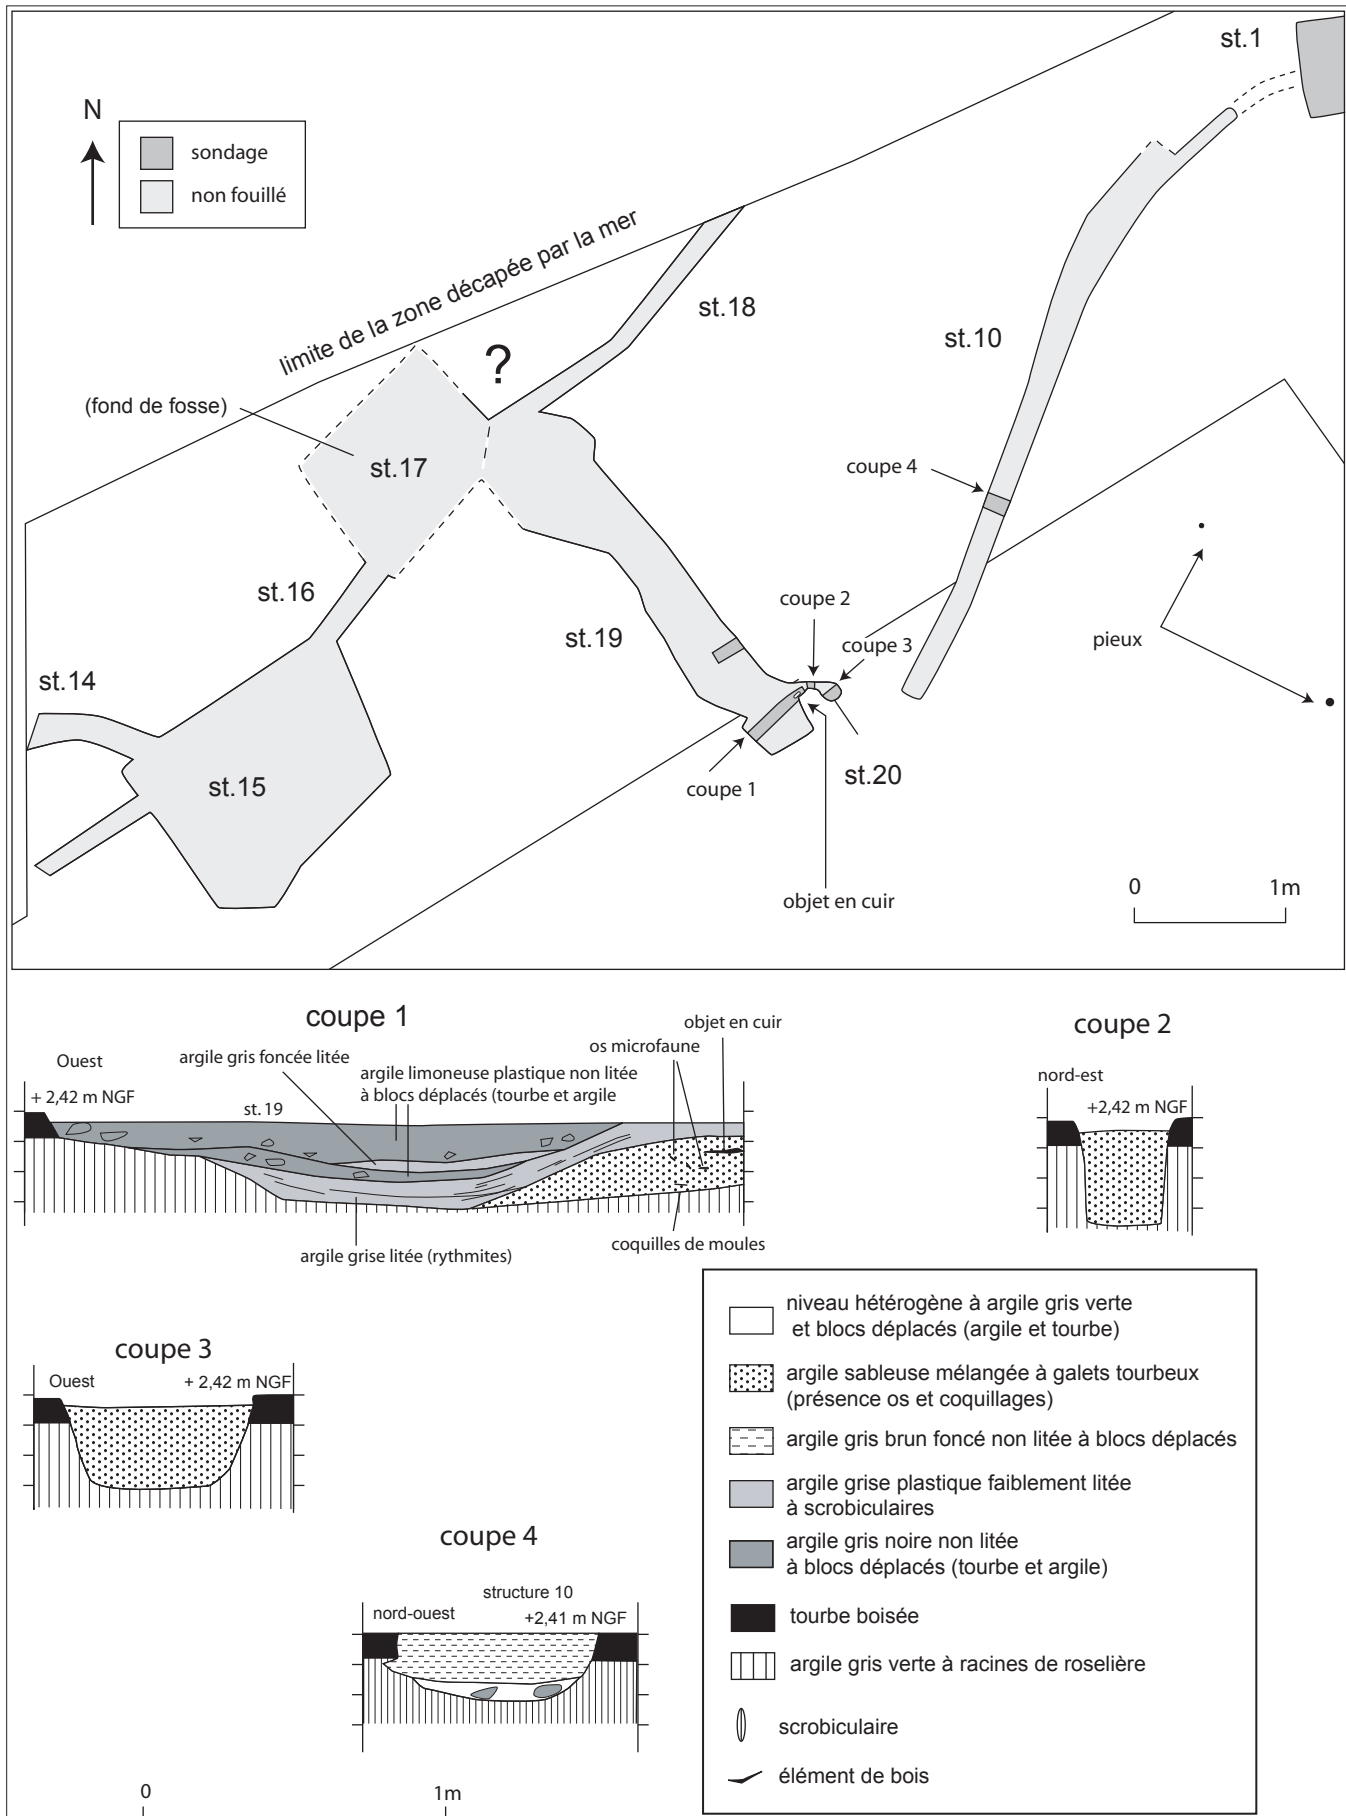 st.1
N
sondage
non fouillé
limite de la zone décapée par la mer
st.18
?
st.10
(fond de fosse)
st.17
coupe 4
st.16
coupe 2
st.19
coupe 3
pieux
st.14
st.15
st.20
coupe 1
0 1m
objet en cuir
coupe 1
objet en cuir
coupe 2
os microfaune
Ouest
argile gris foncée litée
argile limoneuse plastique non litée
à blocs déplacés (tourbe et argile
nord-est
+ 2,42 m NGF
st.19
+2,42 m NGF
coquilles de moules
argile grise litée (rythmites)
niveau hétérogène à argile gris verte
et blocs déplacés (argile et tourbe)
coupe 3
argile sableuse mélangée à galets tourbeux
(présence os et coquillages)
Ouest
+ 2,42 m NGF
argile gris brun foncé non litée à blocs déplacés
argile grise plastique faiblement litée
à scrobiculaires
coupe 4
argile gris noire non litée
à blocs déplacés (tourbe et argile)
structure 10
nord-ouest
+2,41 m NGF
tourbe boisée
argile gris verte à racines de roselière
scrobiculaire
élément de bois
0 1m